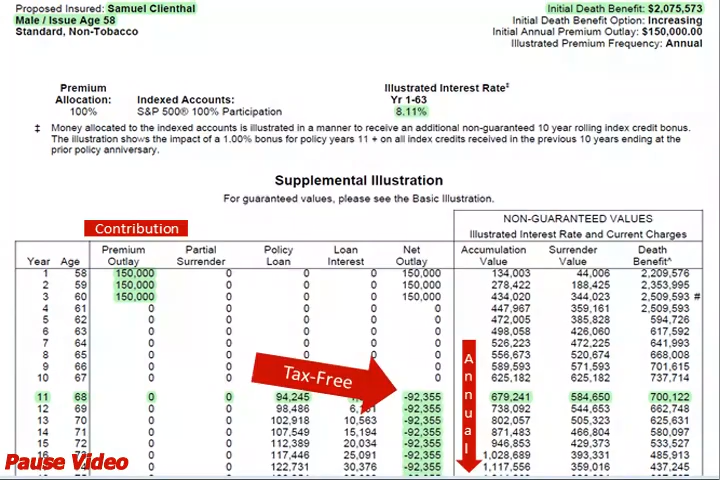 Proposed Insured: Samuel Clienthal
Male / Issue Age 58
Standard, Non-Tobacco
Initial Death Benefit: $2,075,573
Initial Death Benefit Option: Increasing
Initial Annual Premium Outlay: $150,000.00
Illustrated Premium Frequency: Annual
Premium
Allocation: Indexed Accounts:
100% S&P 500® 100% Participation
Illustrated Interest Rate‡
Yr 1-63
8.11%
‡ Money allocated to the indexed accounts is illustrated in a manner to receive an additional non-guaranteed 10 year rolling index credit bonus.
The illustration shows the impact of a 1.00% bonus for policy years 11 + on all index credits received in the previous 10 years ending at the
prior policy anniversary.
Supplemental Illustration
For guaranteed values, please see the Basic Illustration.
Contribution
NON-GUARANTEED VALUES
Illustrated Interest Rate and Current Charges
Year Age Premium Outlay Partial Surrender Policy Loan Loan Interest Net Outlay Accumulation Value Surrender Value Death Benefit^
1 58 150,000 0 0 0 150,000 134,003 44,006 2,209,576
2 59 150,000 0 0 0 150,000 278,422 188,425 2,353,995
3 60 150,000 0 0 0 150,000 434,020 344,023 2,509,593 #
4 61 0 0 0 0 0 447,967 359,161 2,509,593
5 62 0 0 0 0 0 472,005 385,828 594,726
6 63 0 0 0 0 0 498,058 426,060 617,592
7 64 0 0 0 0 0 526,223 472,225 641,993
8 65 0 0 0 0 0 556,673 520,674 668,008
9 66 0 0 589,593 571,593 701,615
10 67 0 0 625,182 625,182 737,714
Tax-Free
Annual
11 68 0 0 94,245 -92,355 679,241 584,650 700,122
12 69 0 0 98,486 -92,355 738,092 544,653 662,748
13 70 0 0 102,918 10,563 -92,355 802,057 505,323 625,631
14 71 0 0 107,549 15,194 -92,355 871,483 466,804 580,097
15 72 0 0 112,389 20,034 -92,355 946,853 429,373 533,527
0 0 117,446 25,091 -92,355 1,028,689 393,331 485,913
0 0 122,731 30,376 -92,355 1,117,556 359,016 437,245
Pause Video